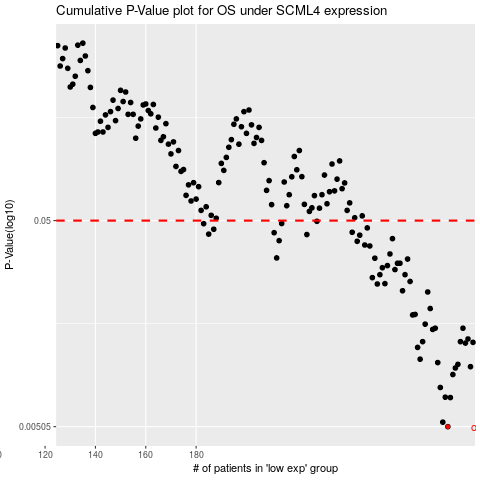 Cumulative P-Value plot for OS under SCML4 expression
P-Value(log10)
0.05
0.00505
0 120 140 160 180
# of patients in 'low exp' group